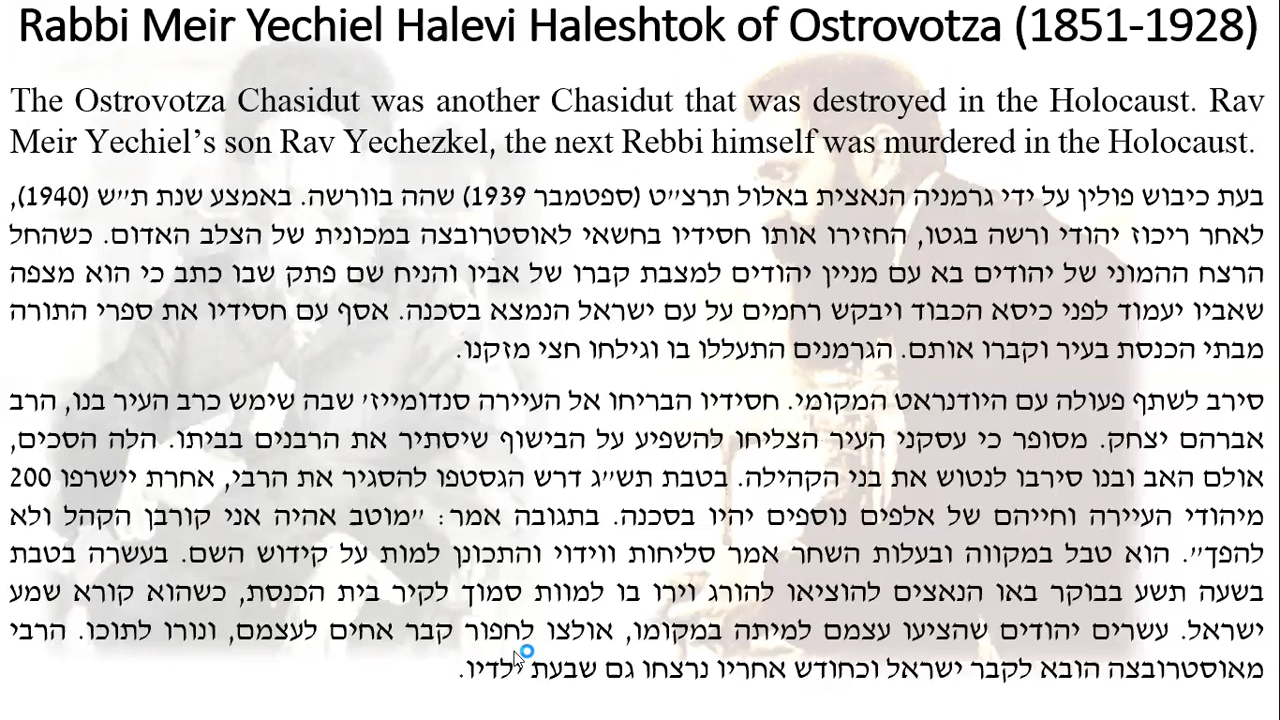 Rabbi Meir Yechiel Halevi Haleshtok of Ostrovotza (1851-1928)
The Ostrovotza Chasidut was another Chasidut that was destroyed in the Holocaust. Rav
Meir Yechiel’s son Rav Yechezkel, the next Rebbi himself was murdered in the Holocaust.
בעת כיבוש פולין על ידי גרמניה הנאצית באלול תרצ״ט (ספטמבר 1939) שהה בוורשה. באמצע שנת ת״ש (1940),
לאחר ריכוז יהודי ורשה בגטו, החזירו אותו חסידיו בחשאי לאוסטרובצה במכונית של הצלב האדום. כשהחל
הרצח ההמוני של יהודים בא עם מניין יהודים למצבת קברו של אביו והניח שם פתק שבו כתב כי הוא מצפה
שאביו יעמוד לפני כיסא הכבוד ויבקש רחמים על עם ישראל הנמצא בסכנה. אסף עם חסידיו את ספרי התורה
מבתי הכנסת בעיר וקברו אותם. הגרמנים התעללו בו וגילחו חצי מזקנו.
סירב לשתף פעולה עם היודנראט המקומי. חסידיו הבריחו אל העיירה סנדומייז׳ שבה שימש כרב העיר בנו, הרב
אברהם יצחק. מסופר כי עסקני העיר הצליחו להשפיע על הבישוף שיסתיר את הרבנים בביתו. הלה הסכים,
אולם האב ובנו סירבו לנטוש את בני הקהילה. בטבת תש״ג דרש הגסטפו להסגיר את הרבי, אחרת יישרפו 200
מיהודי העיירה וחייהם של אלפים נוספים יהיו בסכנה. בתגובה אמר: ״מוטב אהיה אני קורבן הקהל ולא
להפך״. הוא טבל במקווה ובעלות השחר אמר סליחות ווידוי והתכונן למות על קידוש השם. בעשרה בטבת
בשעה תשע בבוקר באו הנאצים להוציאו להורג וירו בו למוות סמוך לקיר בית הכנסת, כשהוא קורא שמע
ישראל. עשרים יהודים שהציעו עצמם למיתה במקומו, אולצו לחפור קבר אחים לעצמם, ונורו לתוכו. הרבי
מאוסטרובצה הובא לקבר ישראל וכחודש אחריו נרצחו גם שבעת ילדיו.